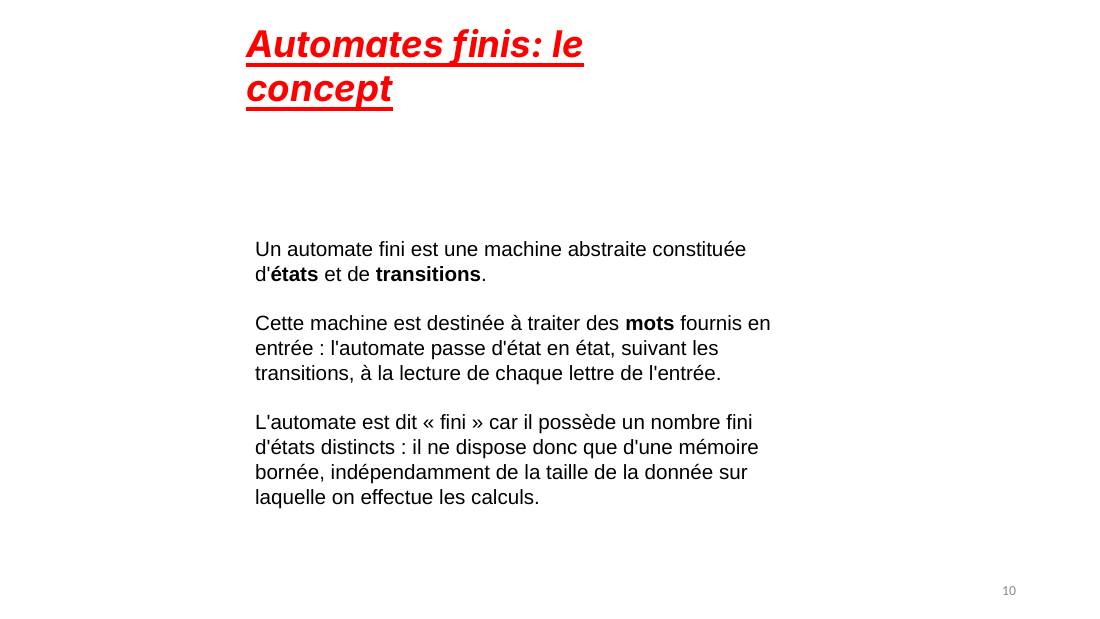 Automates finis: le
concept
Un automate fini est une machine abstraite constituée
d'états et de transitions.
Cette machine est destinée à traiter des mots fournis en
entrée : l'automate passe d'état en état, suivant les
transitions, à la lecture de chaque lettre de l'entrée.
L'automate est dit « fini » car il possède un nombre fini
d'états distincts : il ne dispose donc que d'une mémoire
bornée, indépendamment de la taille de la donnée sur
laquelle on effectue les calculs.
10